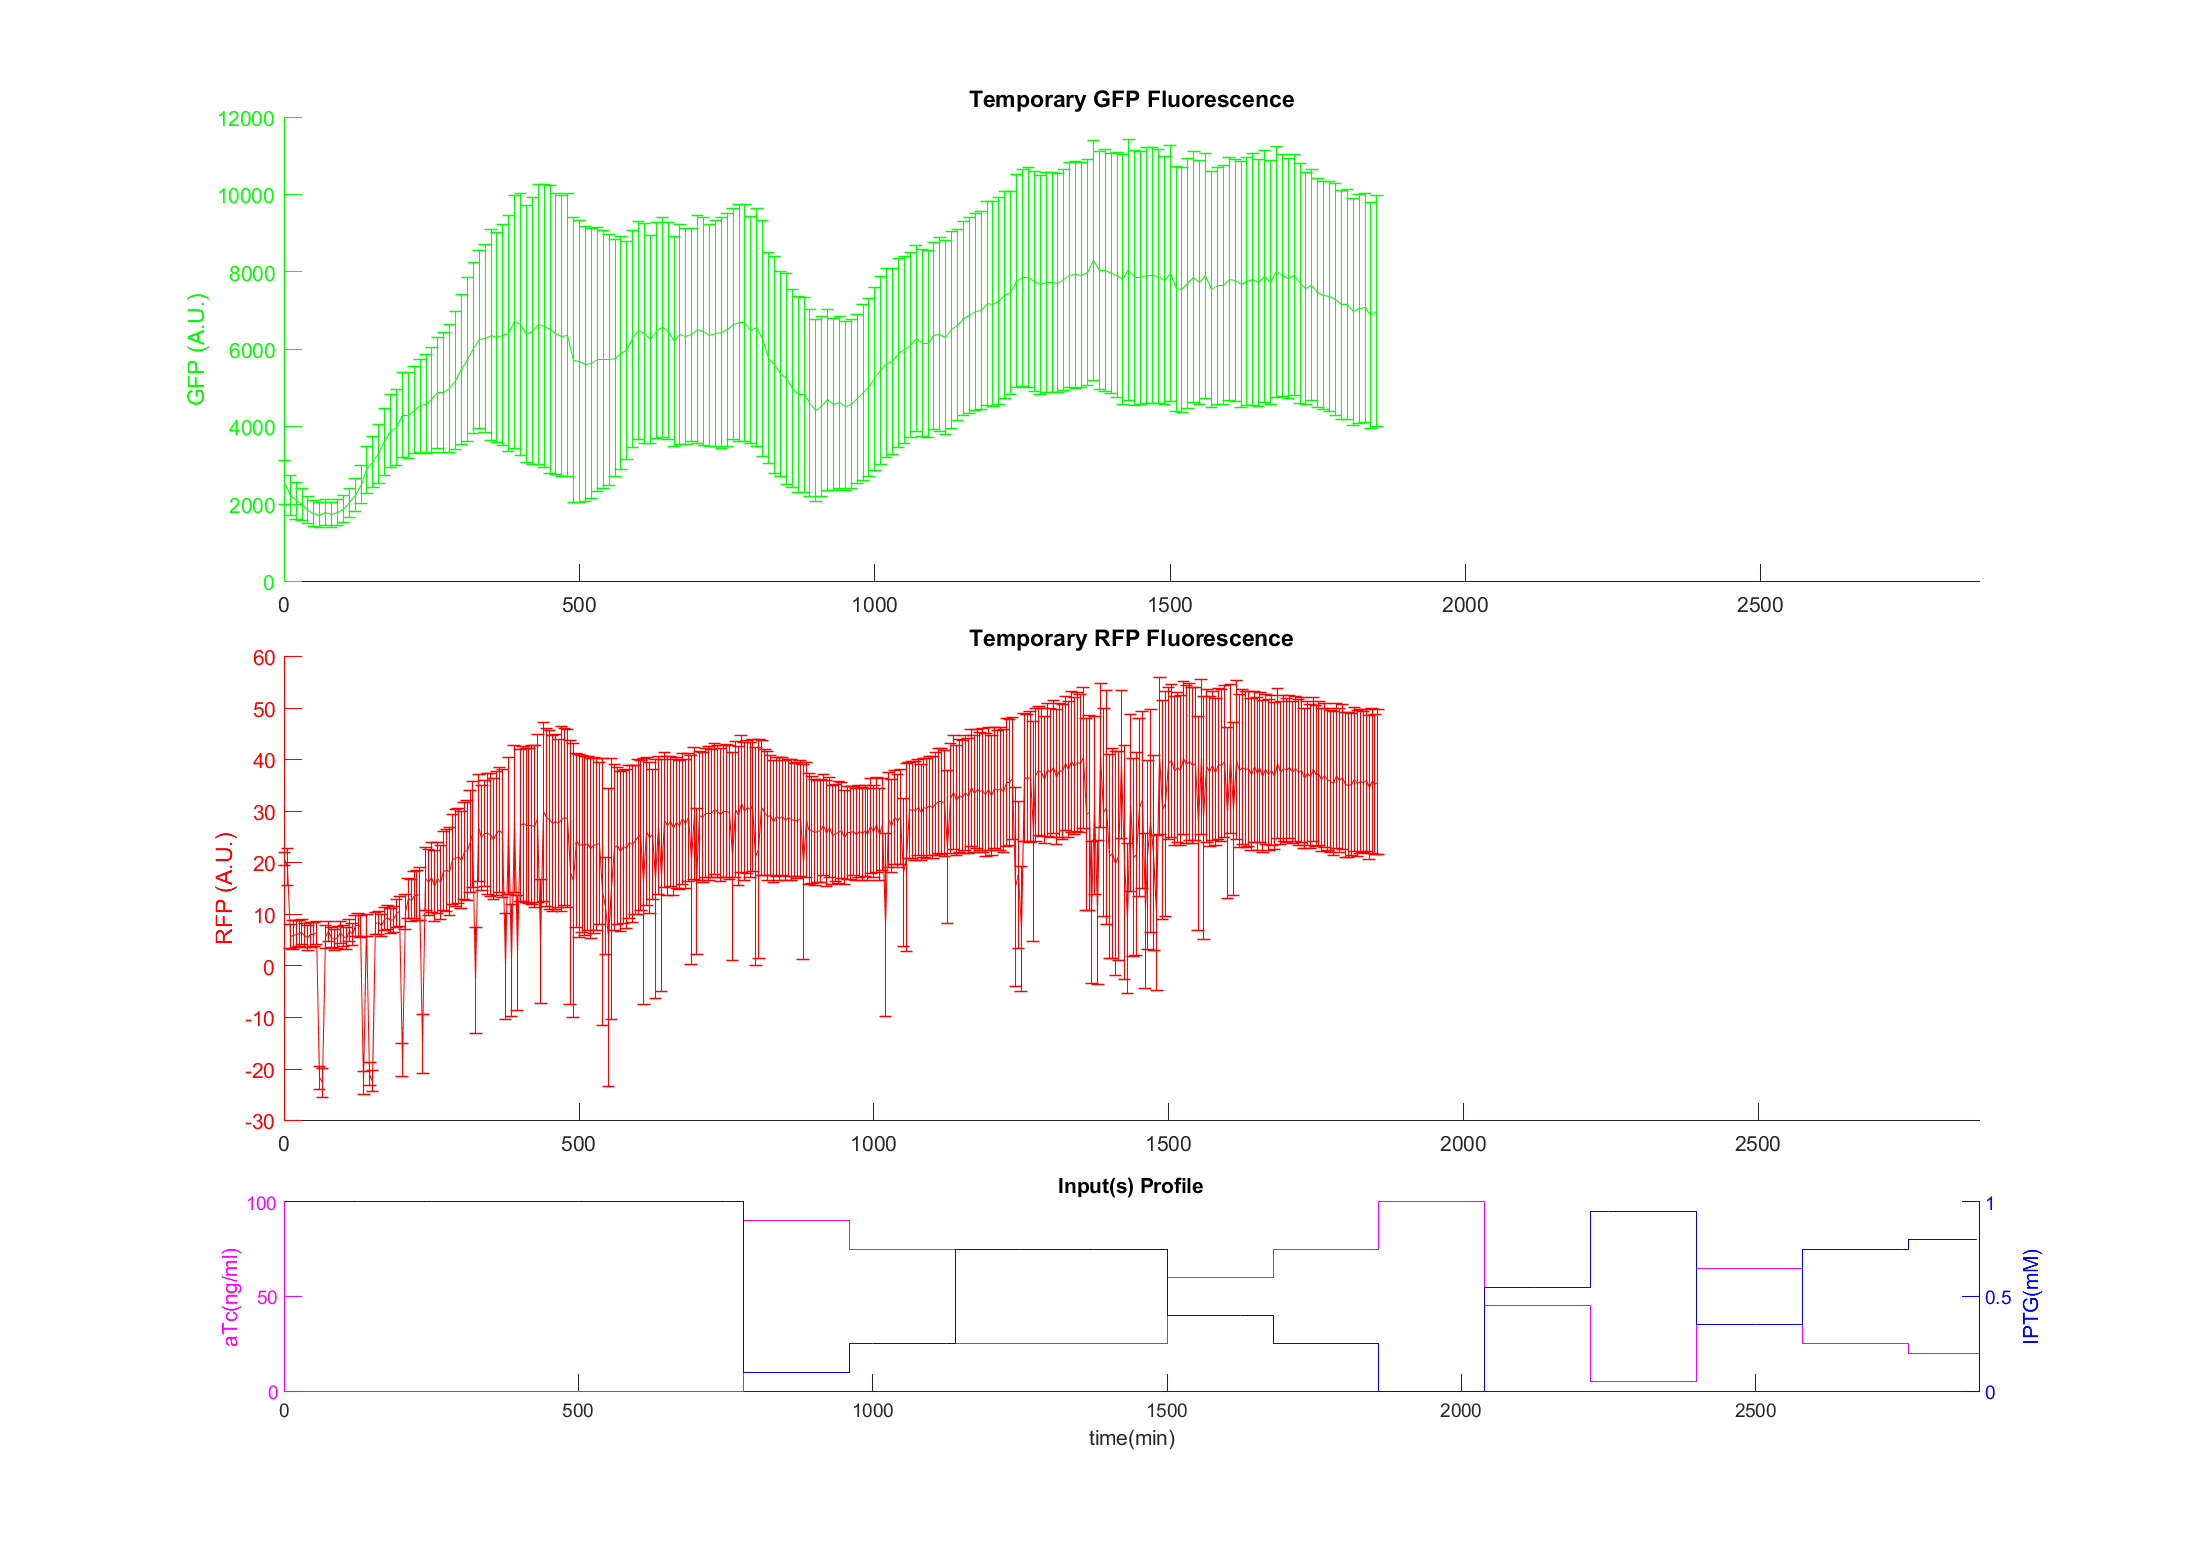 Temporary GFP Fluorescence
12000
10000
8000
6000
4000
2000
0
GFP (A.U.)
0 500 1000 1500 2000 2500
Temporary RFP Fluorescence
60
50
40
30
20
10
0
-10
-20
-30
RFP (A.U.)
0 500 1000 1500 2000 2500
Input(s) Profile
100
50
0
aTc(ng/ml)
1
0.5
0
IPTG(mM)
0 500 1000 1500 2000 2500
time(min)